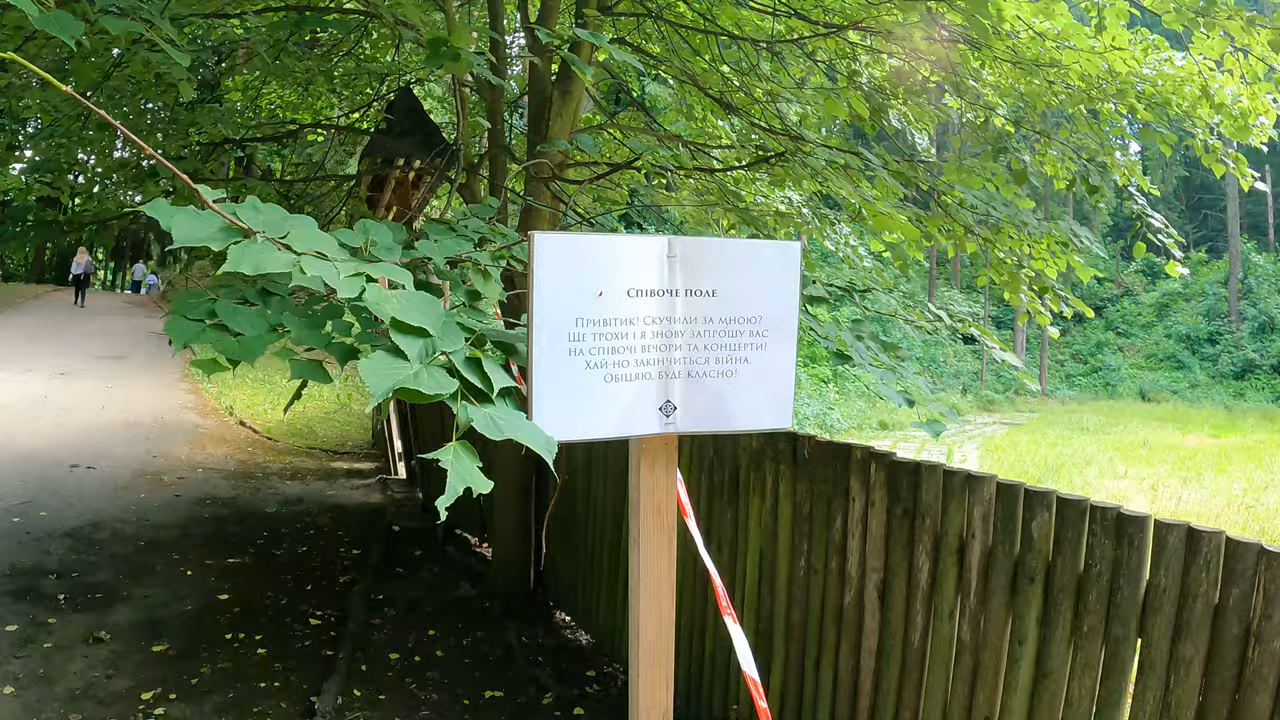 Співоче поле
Привітик! Скучили за мною?
Ще трохи і я знову запрошу вас
на співочі вечори та концерти!
Хай-но закінчиться війна.
Обіцяю, буде класно!